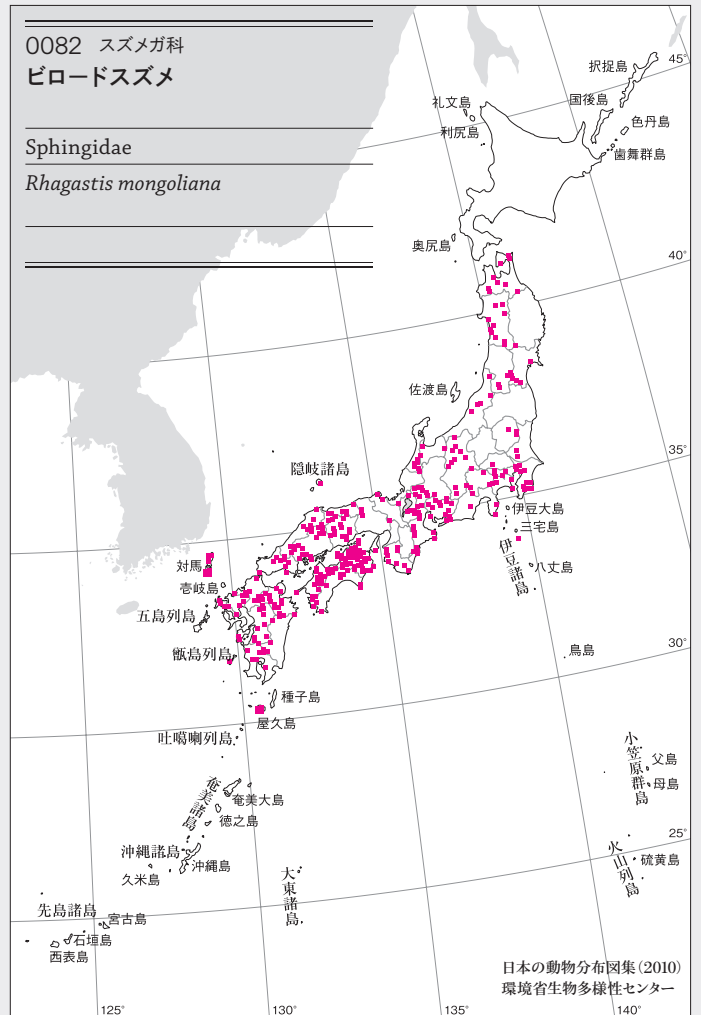 0082 スズメガ科
ビロードスズメ
Sphingidae
Rhagastis mongoliana
45°
択捉島
礼文島
国後島
色丹島
利尻島
歯舞群島
奥尻島
40°
佐渡島
35°
隠岐諸島
伊豆大島
三宅島
伊豆諸島
八丈島
対馬
壱岐島
五島列島
甑島列島
鳥島
30°
種子島
屋久島
吐噶喇列島
小笠原群島
父島
母島
奄美諸島
奄美大島
徳之島
25°
沖縄諸島
沖縄島
久米島
火山列島
硫黄島
大東諸島
先島諸島
宮古島
石垣島
西表島
日本の動物分布図集(2010)
環境省生物多様性センター
125°
130°
135°
140°